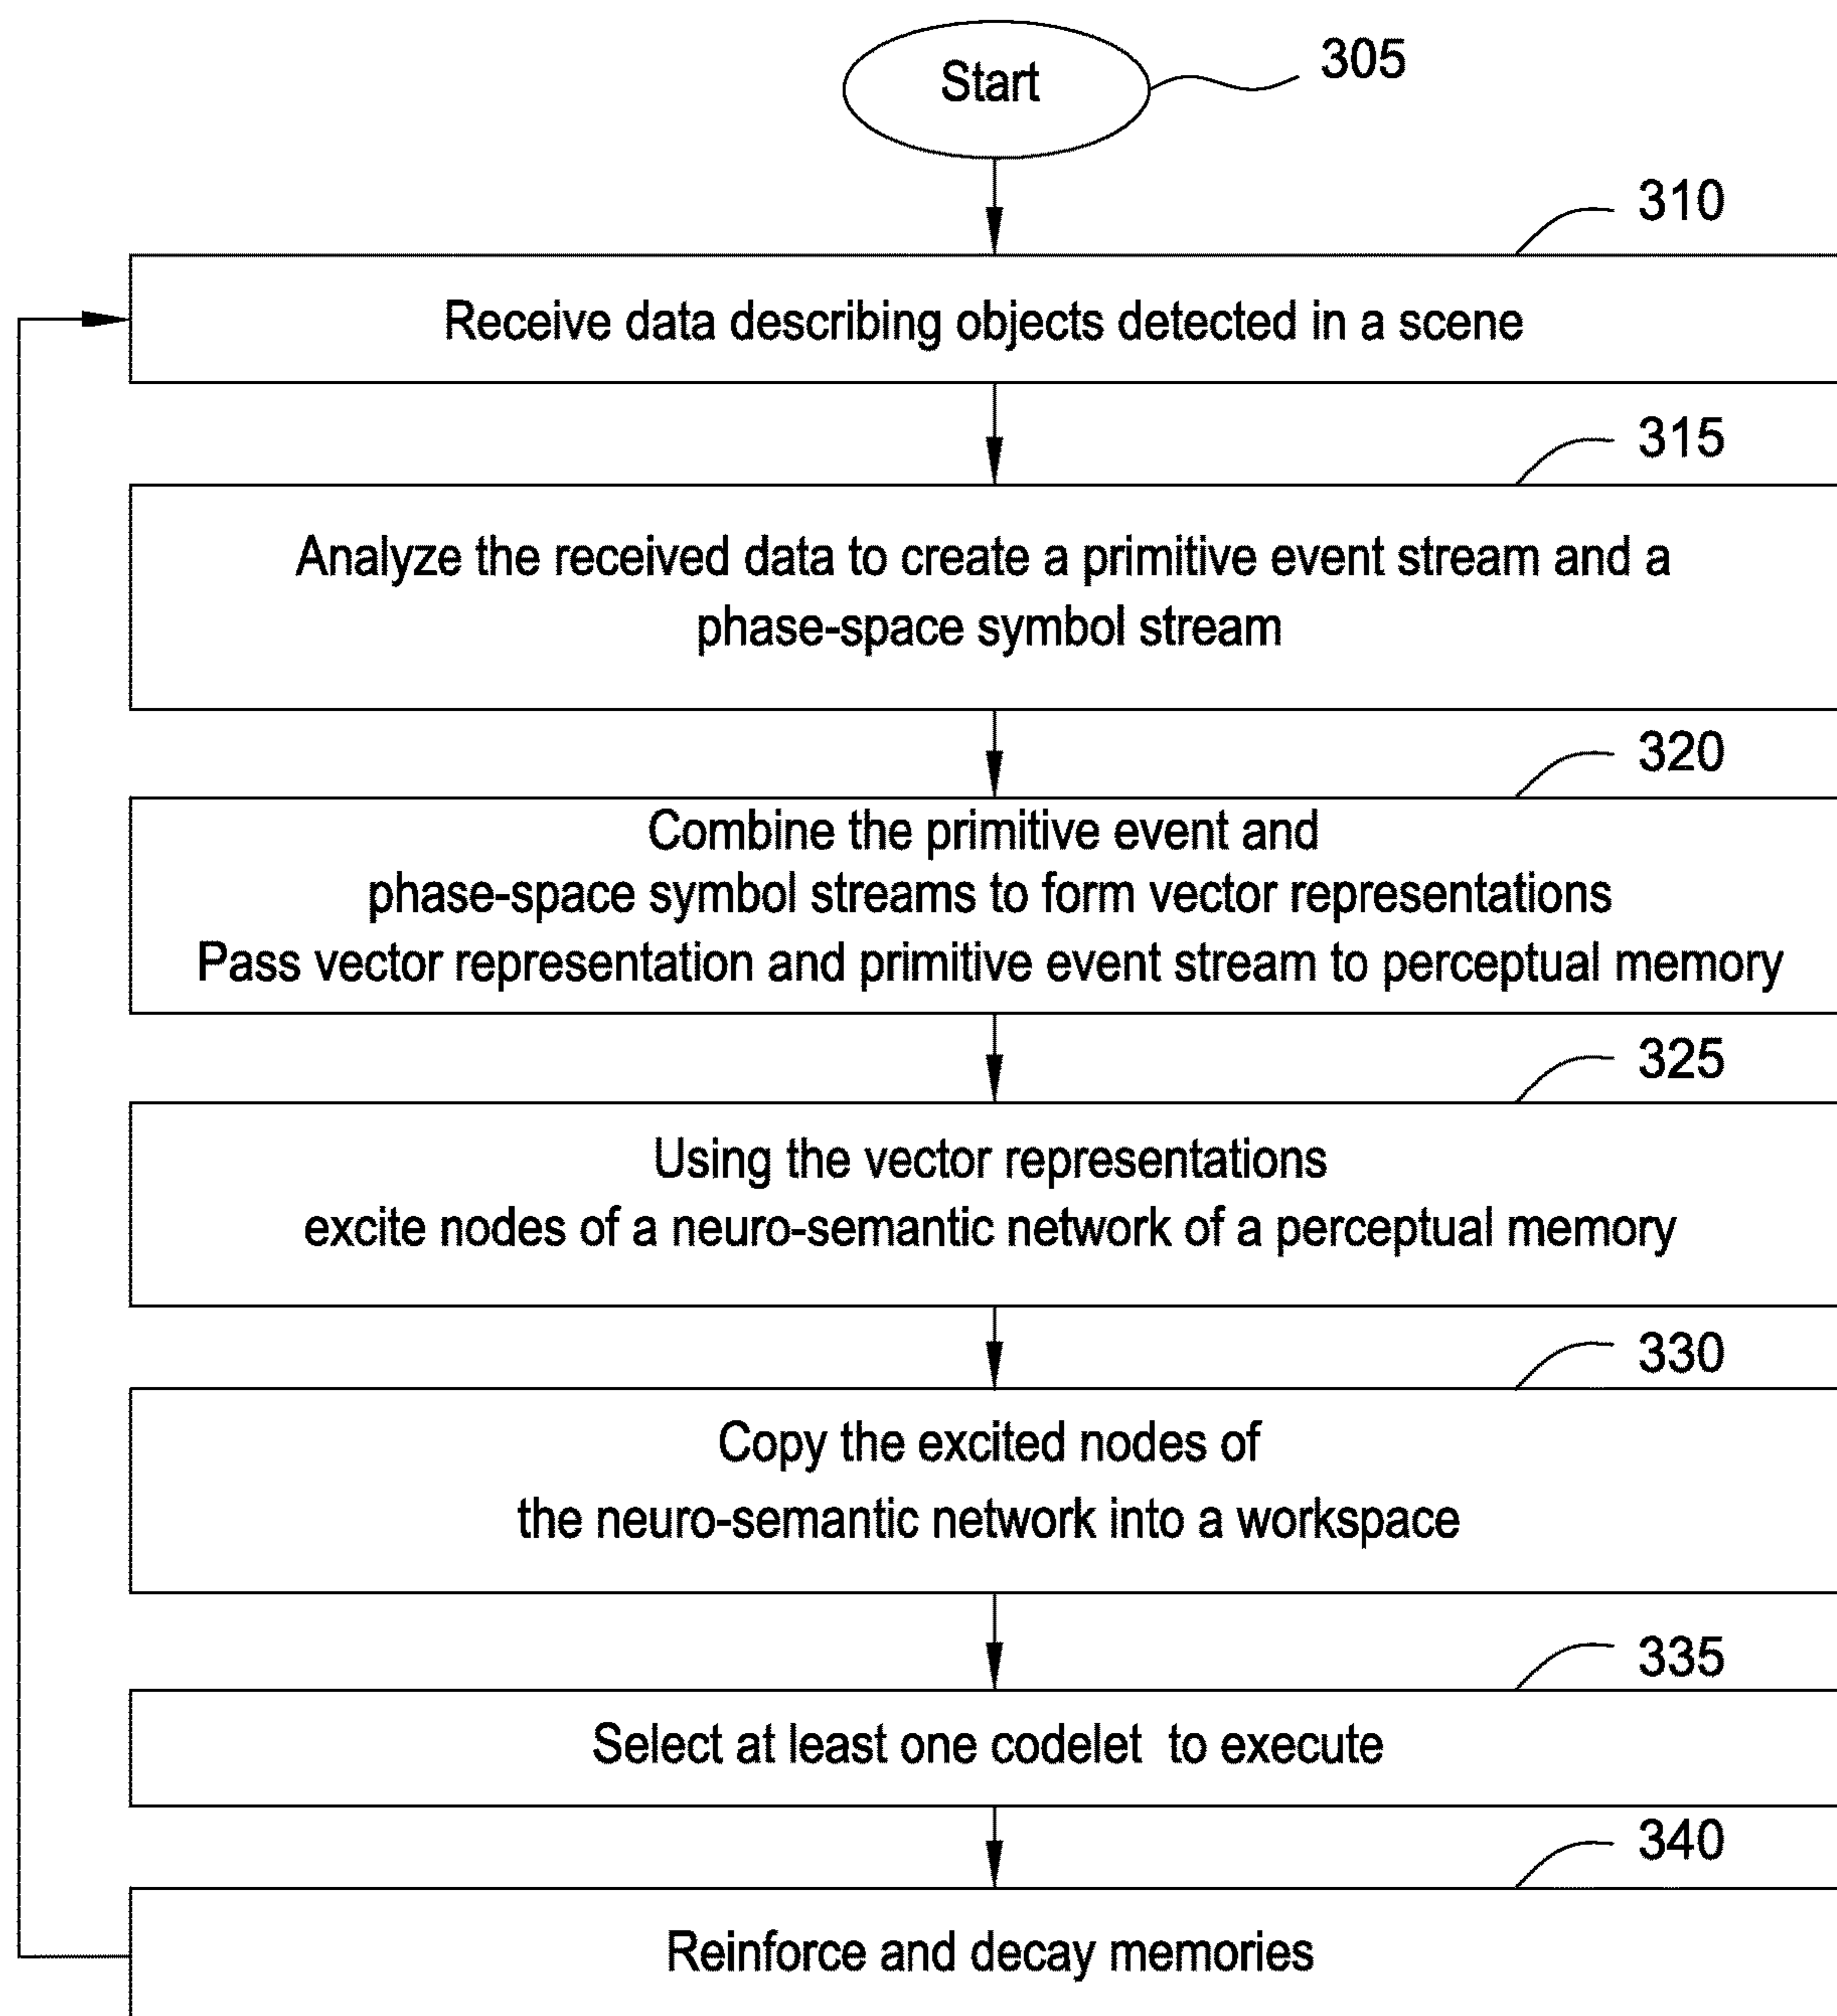 Start
305
310
Receive data describing objects detected in a scene
315
Analyze the received data to create a primitive event stream and a
phase-space symbol stream
320
Combine the primitive event and
phase-space symbol streams to form vector representations
Pass vector representation and primitive event stream to perceptual memory
325
Using the vector representations
excite nodes of a neuro-semantic network of a perceptual memory
330
Copy the excited nodes of
the neuro-semantic network into a workspace
335
Select at least one codelet to execute
340
Reinforce and decay memories